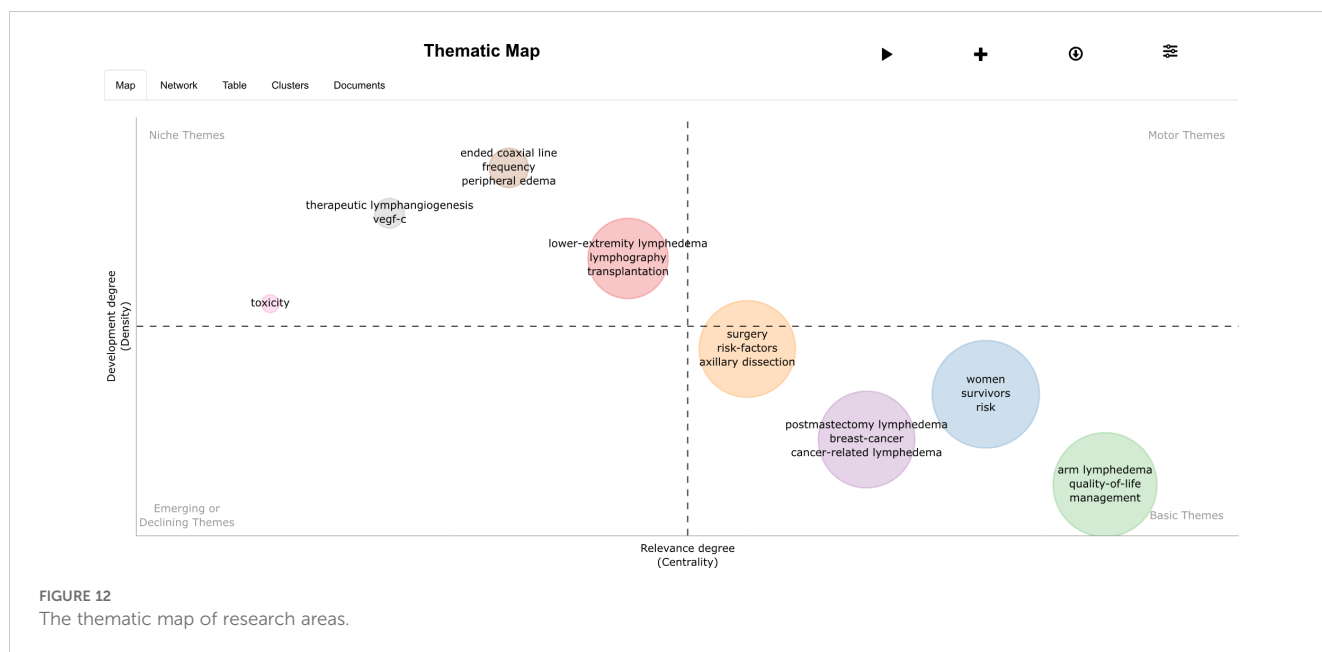 Thematic Map
Map
Network
Table
Clusters
Documents
Niche Themes
Motor Themes
ended coaxial line
frequency
peripheral edema
therapeutic lymphangiogenesis
vegf-c
lower-extremity lymphedema
lymphography
transplantation
toxicity
Development degree
(Density)
surgery
risk-factors
axillary dissection
women
survivors
risk
postmastectomy lymphedema
breast-cancer
cancer-related lymphedema
arm lymphedema
quality-of-life
management
Emerging or
Declining Themes
Basic Themes
Relevance degree
(Centrality)
FIGURE 12
The thematic map of research areas.